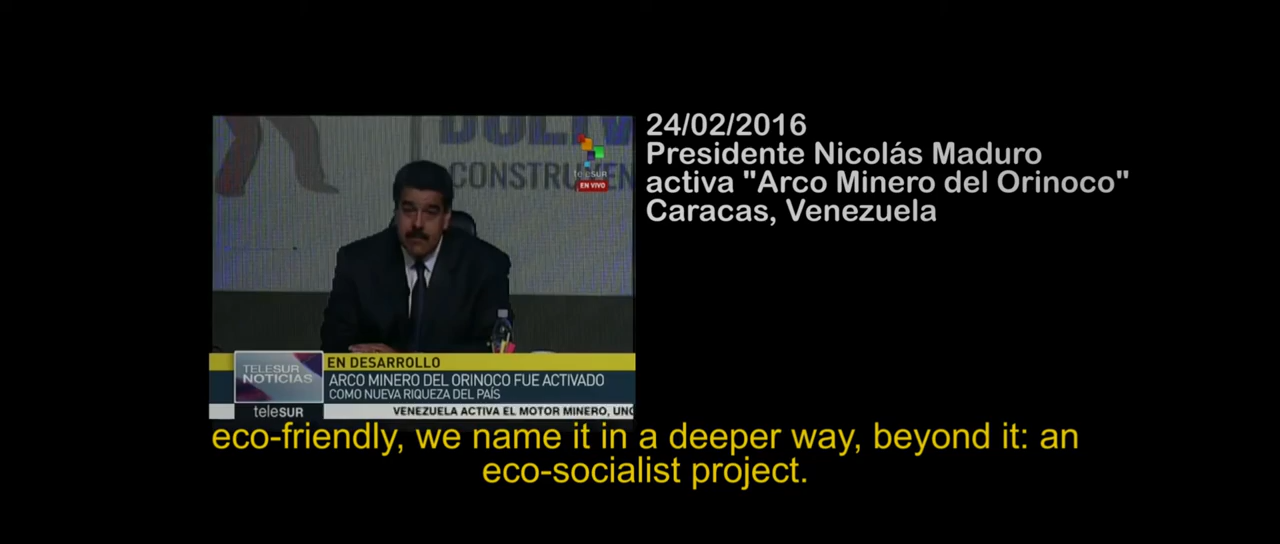 24/02/2016
Presidente Nicolás Maduro
activa "Arco Minero del Orinoco"
Caracas, Venezuela
CONSTRU
teleSUR
EN VIVO
EN DESARROLLO
TELESUR
NOTICIAS
ARCO MINERO DEL ORINOCO FUE ACTIVADO
COMO NUEVA RIQUEZA DEL PAÍS
teleSUR
VENEZUELA ACTIVA EL MOTOR MINERO,
eco-friendly, we name it in a deeper way, beyond it: an
eco-socialist project.